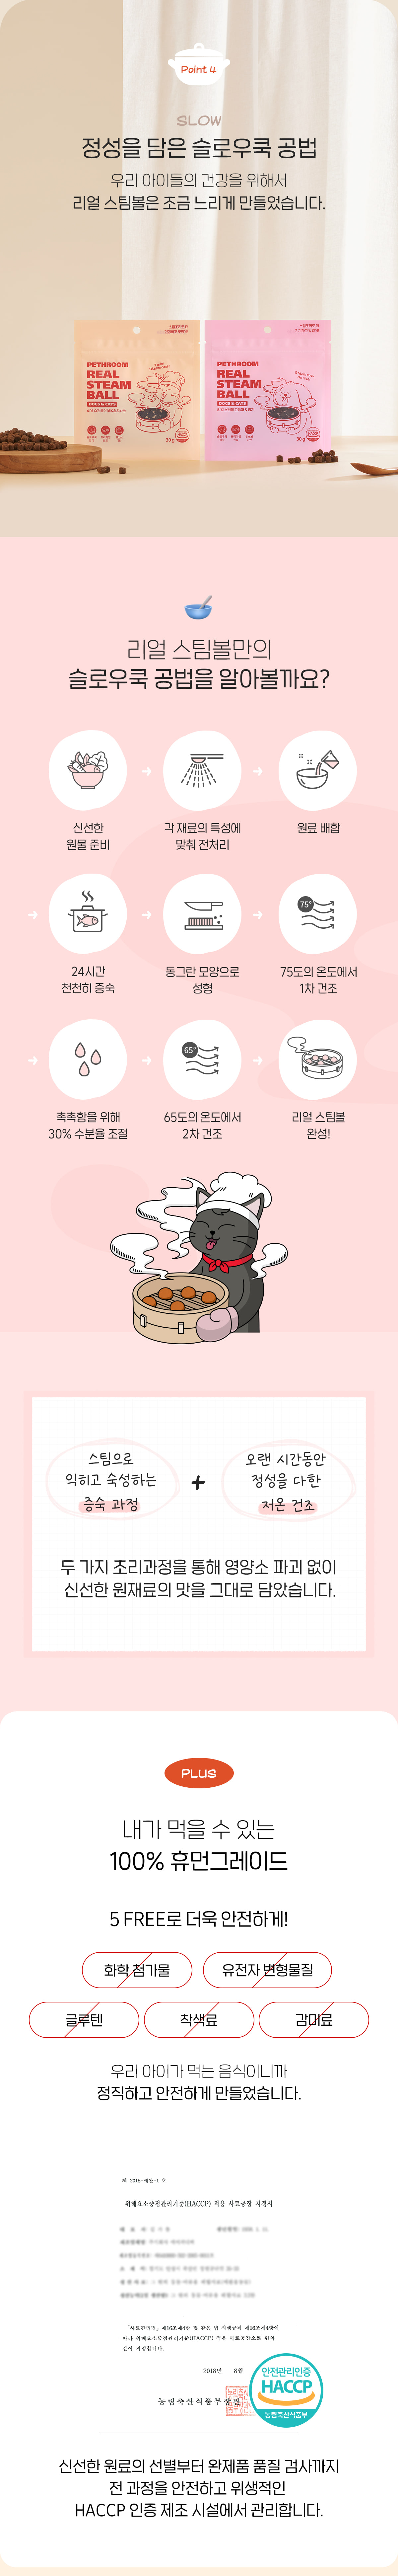 Point 4
SLOW
정성을 담은 슬로우쿡 공법
우리 아이들의 건강을 위해서
리얼 스팀볼은 조금 느리게 만들었습니다.
PETHROOM
REAL
STEAM
BALL
DOGS & CATS
30 g
PETHROOM
REAL
STEAM
BALL
DOGS & CATS
30 g
리얼 스팀볼만의
슬로우쿡 공법을 알아볼까요?
신선한
원물 준비
각 재료의 특성에
맞춰 전처리
원료 배합
24시간
천천히 증숙
동그란 모양으로
성형
75°
75도의 온도에서
1차 건조
촉촉함을 위해
30% 수분율 조절
65°
65도의 온도에서
2차 건조
리얼 스팀볼
완성!
스팀으로
익히고 숙성하는
증숙 과정
+
오랜 시간동안
정성을 다한
저온 건조
두 가지 조리과정을 통해 영양소 파괴 없이
신선한 원재료의 맛을 그대로 담았습니다.
PLUS
내가 먹을 수 있는
100% 휴먼그레이드
5 FREE로 더욱 안전하게!
화학 첨가물
유전자 변형물질
글루텐
착색료
감미료
우리 아이가 먹는 음식이니까
정직하고 안전하게 만들었습니다.
위해요소중점관리기준(HACCP) 적용 사료공장 지정서
「사료관리법」 제16조제4항 및 같은 법 시행규칙 제16조제4항에
따라 위해요소중점관리기준(HACCP) 적용 사료공장으로 위와
같이 지정합니다.
2018년 8월
농림축산식품부장관
안전관리인증
HACCP
농림축산식품부
신선한 원료의 선별부터 완제품 품질 검사까지
전 과정을 안전하고 위생적인
HACCP 인증 제조 시설에서 관리합니다.